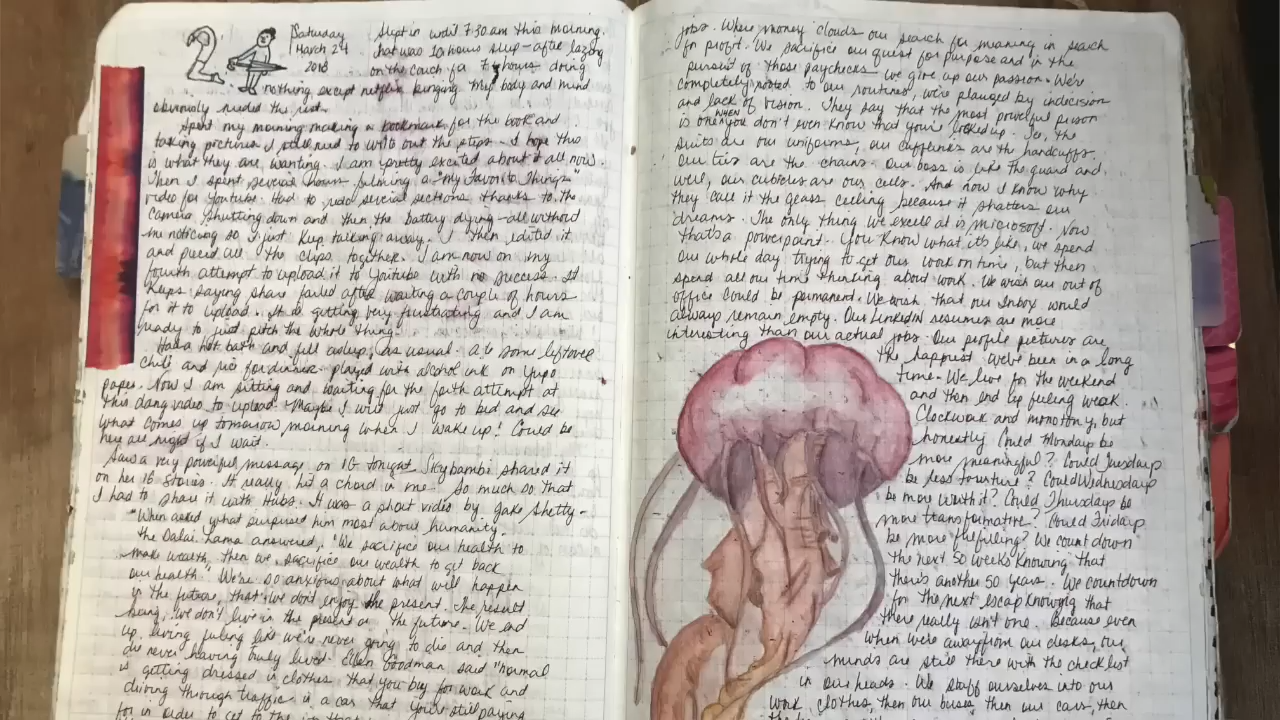 Saturday
March 24
2018
Slept in until 7:30 am this morning.
that was 10 hours sleep - after lazing
on the couch for 7 hours doing
nothing except netflix binging. My body and mind
obviously needed the rest.
Spent my morning making a bookmark for the book and
taking pictures. I still need to write out the steps. I hope this
is what they are wanting. I am pretty excited about it all now.
Then I spent several hours filming a "my Favorite Things"
video for Youtube. Had to redo several sections thanks to the
camera shutting down and then the battery dying - all without
me noticing so I just keep talking away. I then edited it
and pieced all the clips together. I am now on my
fourth attempt to upload it to Youtube with no success. It
keeps saying share failed after waiting a couple of hours
for it to upload. It is getting very frustrating and I am
ready to just pitch the whole thing!
Had a hot bath and fell asleep, as usual. Ate some leftover
chili and rice for dinner. played with alcohol ink on Yupo
paper. Now I am sitting and waiting for the forth attempt at
this dang video to upload. Maybe I will just go to bed and see
what comes up tomorrow morning when I wake up! Could be
here all night if I wait.
Saw a very powerful message on IG tonight. Skybambi shared it
on her IG Stories. It really hit a chord in me! So much so that
I had to share it with Hubs. It was a short video by Jake Shetty-
"When asked what surprised him most about humanity
the Dalai Lama answered, "We sacrifice our health to
make wealth, then we sacrifice our wealth to get back
our health". We're so anxious about what will happen
in the future, that we don't enjoy the present. The result
being, we don't live in the present or the future. We end
up living feeling like we're never going to die and then
die never having truly lived. Ellen Goodman said "normal
is getting dressed in clothes that you buy for work and
driving through traffic in a car that you're still paying
for in order to get to the job that
jobs. Where money clouds our search for meaning in search
for profit. We sacrifice our quest for purpose and in the
pursuit of those paychecks we give up our passion. We're
completely rooted to our routines, we're plagued by indecision
and lack of vision. They say that the most powerful prison
is one WHEN you don't even know that you're locked up. So, the
suits are our uniforms, our cufflinks are the handcuffs.
Our ties are the chains. Our boss is like the guard and
well, our cubicles are our cells. And now I know why
they call it the glass ceiling because it shatters our
dreams. The only thing we excell at is microsoft. Now
that's a powerpoint. You know what it's like, we spend
our whole day trying to get our work on time, but then
spend all our time thinking about work. We wish our out of
office could be permanent. We wish that our Inbox would
always remain empty. Our LinkedIN resumes are more
interesting than our actual jobs. Our profile pictures are
the happiest we've been in a long
time. We live for the weekend
and then end up feeling weak.
Clockwork and monotony, but
honestly could Mondays be
more meaningful? Could Tuesdays
be less torturre? Could Wednesdays
be more worth it? Could Thursdays be
more transformative? Could Fridays
be more fulfilling? We count down
the next 50 weeks knowing that
there's another 50 years. We countdown
for the next escap knowing that
there really isn't one. Because even
when we're away from our desks, our
minds are still there with the checklist
in our heads. We stuff ourselves into our
work clothes, then our buses, then our cars, then